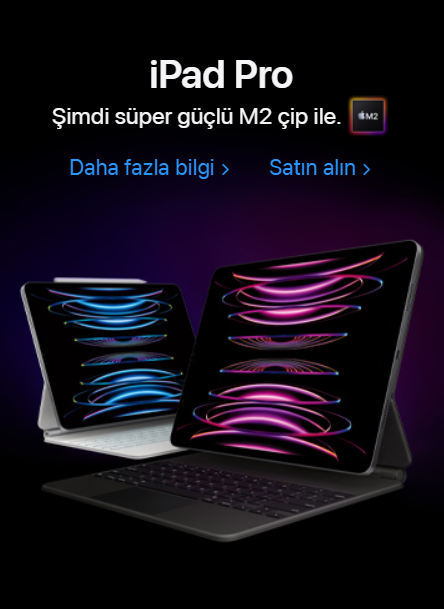 iPad Pro
Şimdi süper güçlü M2 çip ile. M2
Daha fazla bilgi > Satın alın >